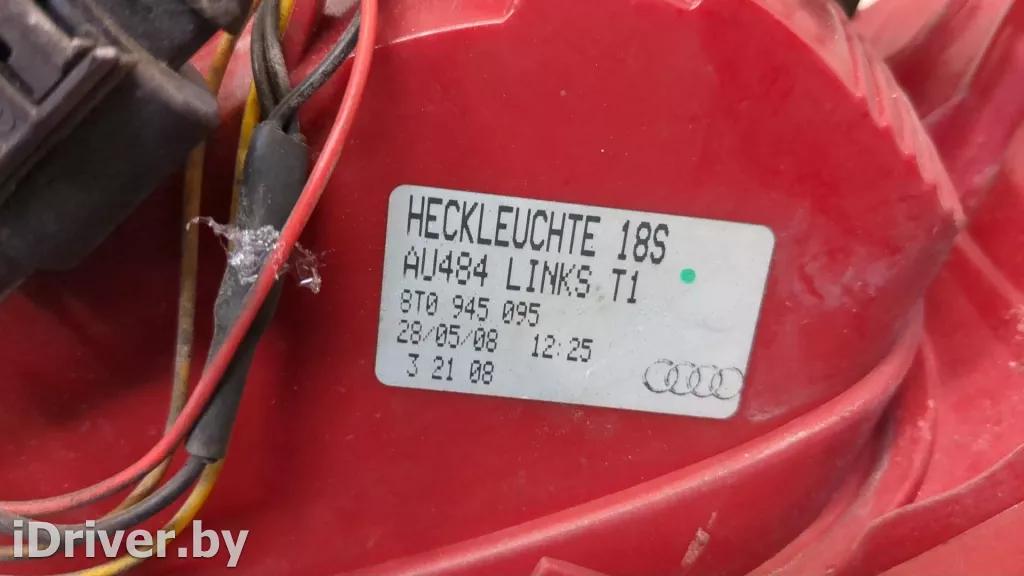 HECKLEUCHTE 18S
AU484 LINKS T1
8T0 945 095
28/05/08 12:25
3 21 08
iDriver.by